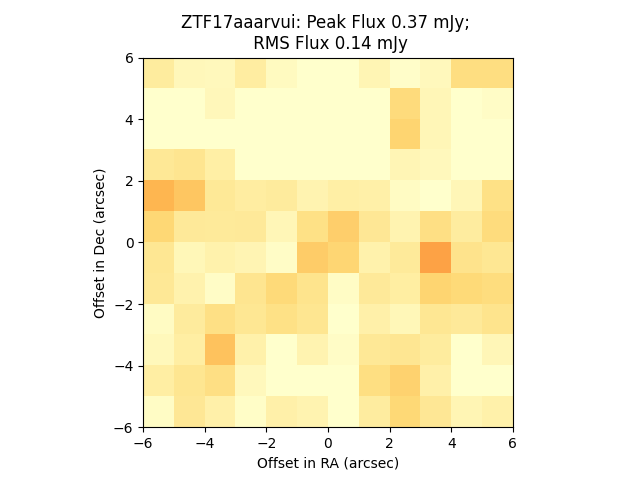 ZTF17aaarvui: Peak Flux 0.37 mJy;
RMS Flux 0.14 mJy
6
4
2
0
−2
−4
−6
Offset in Dec (arcsec)
−6 −4 −2 0 2 4 6
Offset in RA (arcsec)